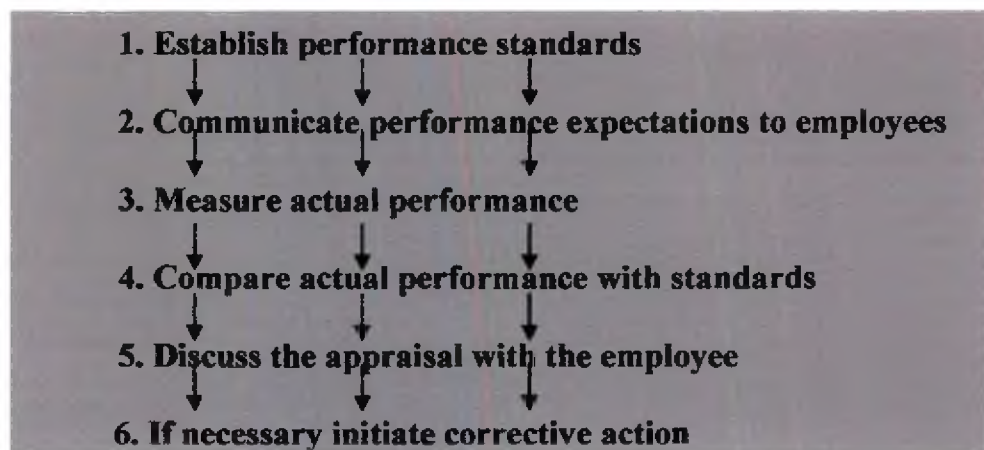 1. Establish performance standards
2. Communicate performance expectations to employees
3. Measure actual performance
4. Compare actual performance with standards
5. Discuss the appraisal with the employee
6. If necessary initiate corrective action